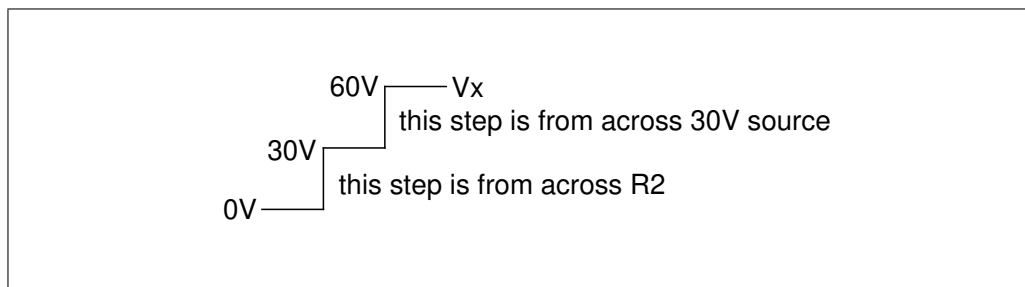 60V Vx
this step is from across 30V source
30V
this step is from across R2
0V